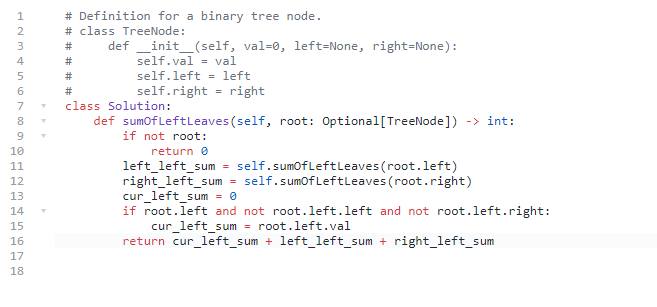 1 # Definition for a binary tree node.
2 # class TreeNode:
3 #     def __init__(self, val=0, left=None, right=None):
4 #         self.val = val
5 #         self.left = left
6 #         self.right = right
7 class Solution:
8     def sumOfLeftLeaves(self, root: Optional[TreeNode]) -> int:
9         if not root:
10             return 0
11         left_left_sum = self.sumOfLeftLeaves(root.left)
12         right_left_sum = self.sumOfLeftLeaves(root.right)
13         cur_left_sum = 0
14         if root.left and not root.left.left and not root.left.right:
15             cur_left_sum = root.left.val
16         return cur_left_sum + left_left_sum + right_left_sum
17
18